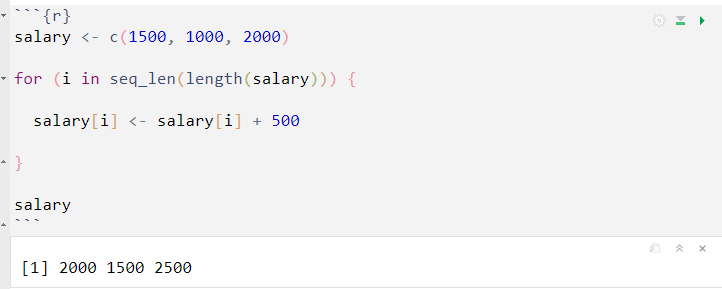 ```{r}
salary <- c(1500, 1000, 2000)
for (i in seq_len(length(salary))) {
salary[i] <- salary[i] + 500
}
salary
```
[1] 2000 1500 2500